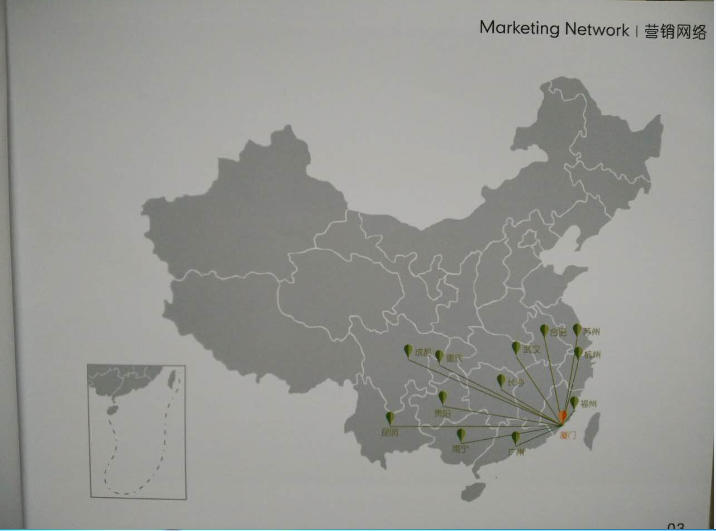 Marketing Network | 营销网络
合肥
苏州
武汉
杭州
成都
重庆
长沙
贵阳
福州
昆明
厦门
南宁
广州
03